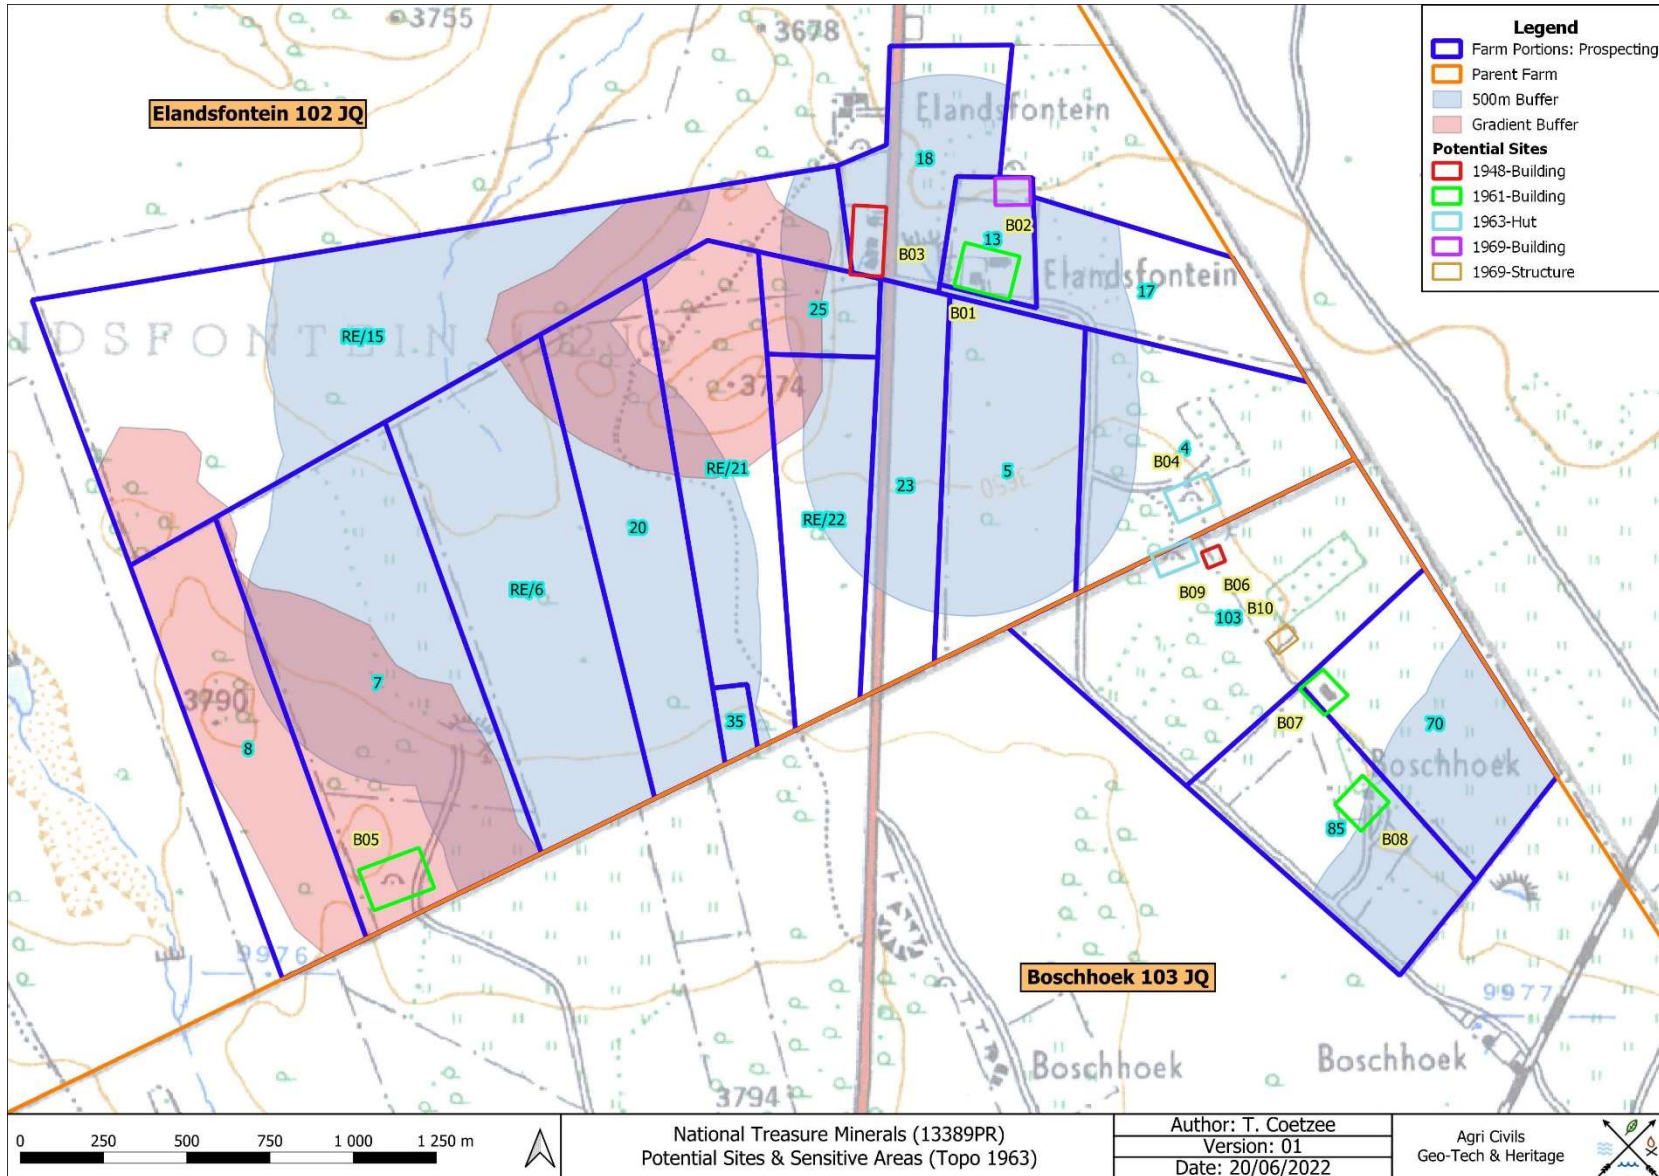 3755
3678
Elandsfontein 102 JQ
Elandsfontein
18
B02
13
B03
Elandsfontein
17
B01
25
RE/15
NDSFONTEIN 102 JQ
3774
4
B04
RE/21
5
23
RE/22
20
RE/6
B09
B06
B10
103
7
3790
8
35
B07
70
Boschhoek
85
B08
B05
9976
Boschhoek 103 JQ
9977
Boschhoek
Boschhoek
3794
Legend
Farm Portions: Prospecting
Parent Farm
500m Buffer
Gradient Buffer
Potential Sites
1948-Building
1961-Building
1963-Hut
1969-Building
1969-Structure
0 250 500 750 1 000 1 250 m
National Treasure Minerals (13389PR)
Potential Sites & Sensitive Areas (Topo 1963)
Author: T. Coetzee
Version: 01
Date: 20/06/2022
Agri Civils
Geo-Tech & Heritage